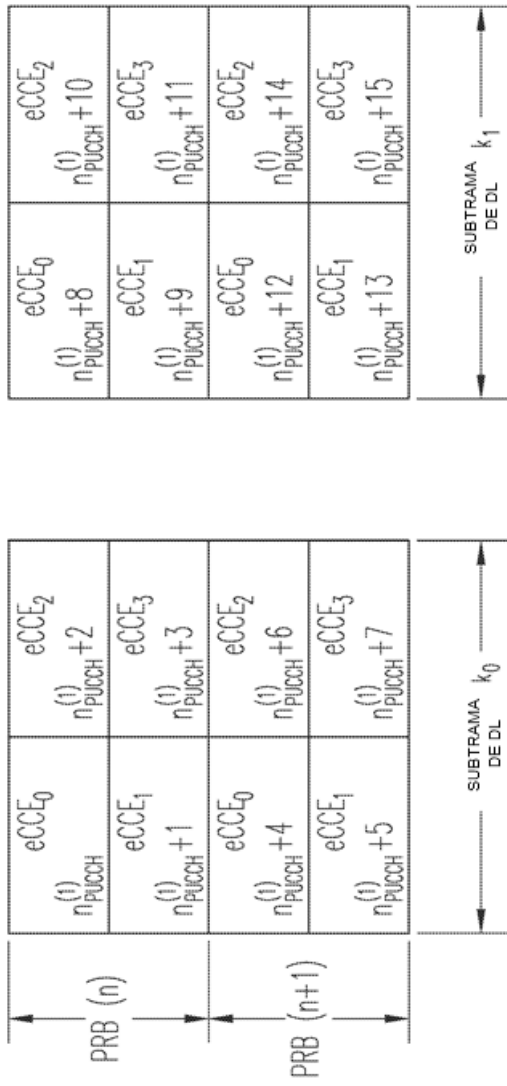 PRB (n)
PRB (n+1)
eCCE₀
n⁽¹⁾PUCCH
eCCE₂
n⁽¹⁾PUCCH +2
eCCE₁
n⁽¹⁾PUCCH +1
eCCE₃
n⁽¹⁾PUCCH +3
eCCE₀
n⁽¹⁾PUCCH +4
eCCE₂
n⁽¹⁾PUCCH +6
eCCE₁
n⁽¹⁾PUCCH +5
eCCE₃
n⁽¹⁾PUCCH +7
SUBTRAMA
DE DL k₀
eCCE₀
n⁽¹⁾PUCCH +8
eCCE₂
n⁽¹⁾PUCCH +10
eCCE₁
n⁽¹⁾PUCCH +9
eCCE₃
n⁽¹⁾PUCCH +11
eCCE₀
n⁽¹⁾PUCCH +12
eCCE₂
n⁽¹⁾PUCCH +14
eCCE₁
n⁽¹⁾PUCCH +13
eCCE₃
n⁽¹⁾PUCCH +15
SUBTRAMA
DE DL k₁